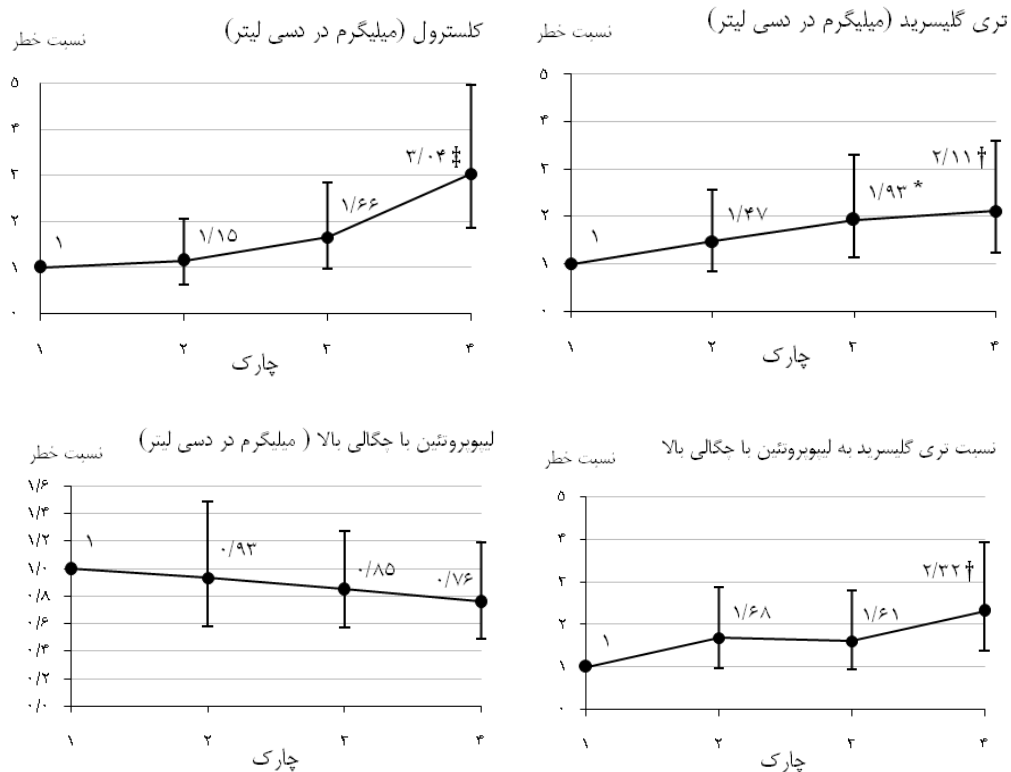 کلسترول (میلیگرم در دسی لیتر)
نسبت خطر
۵
۴
۳
۲
۱
۰
۱
۱/۱۵
۱/۶۶
۳/۰۴ ‡
۱ ۲ ۳ ۴
چارک
تری گلیسرید (میلیگرم در دسی لیتر)
نسبت خطر
۵
۴
۳
۲
۱
۰
۱
۱/۴۷
۱/۹۳ *
۲/۱۱ †
۱ ۲ ۳ ۴
چارک
لیپوپروتئین با چگالی بالا ( میلیگرم در دسی لیتر)
نسبت خطر
۱/۶
۱/۴
۱/۲
۱/۰
۰/۸
۰/۶
۰/۴
۰/۲
۰/۰
۱
۰/۹۳
۰/۸۵
۰/۷۶
۱ ۲ ۳ ۴
چارک
نسبت تری گلیسرید به لیپوپروتئین با چگالی بالا
نسبت خطر
۵
۴
۳
۲
۱
۰
۱
۱/۶۸
۱/۶۱
۲/۳۲ †
۱ ۲ ۳ ۴
چارک